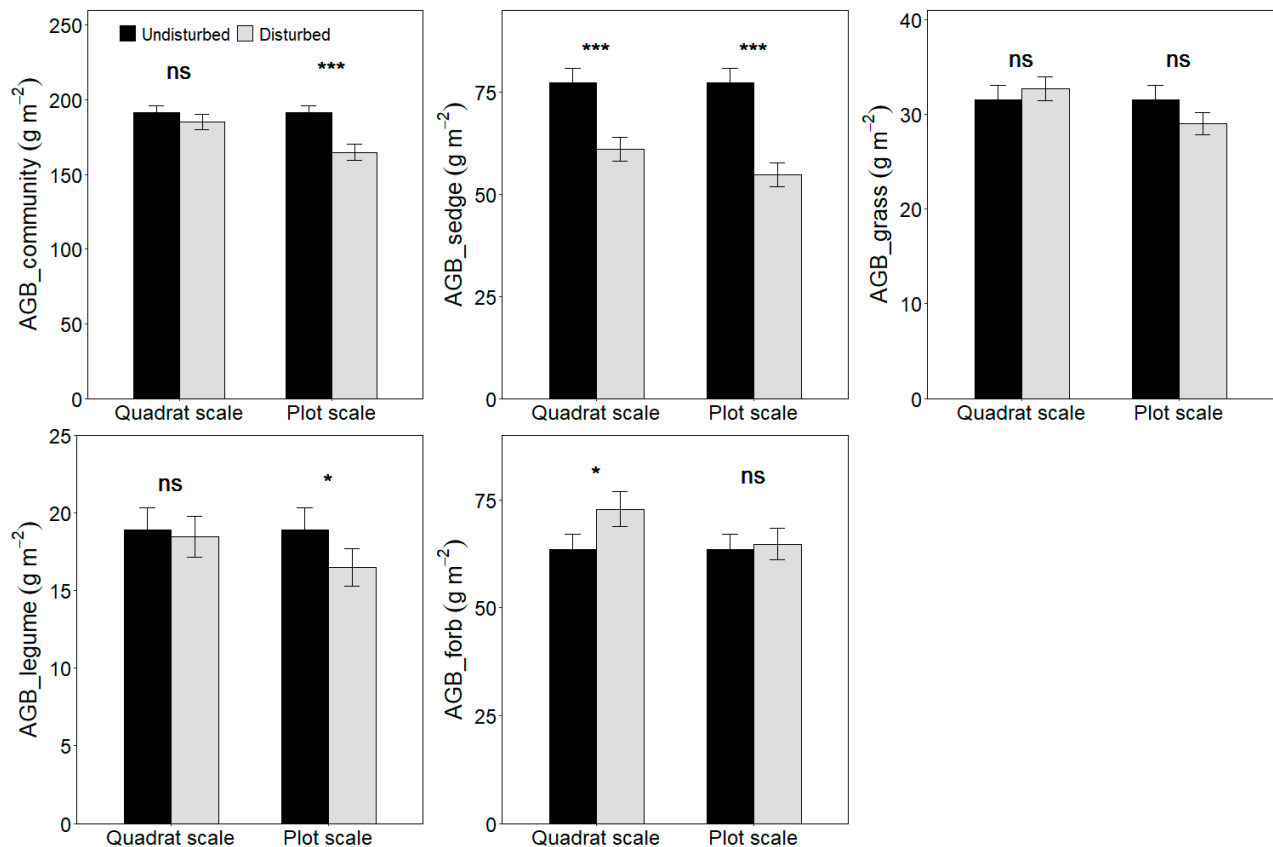 AGB_community (g m⁻²)
250
200
150
100
50
0
Undisturbed Disturbed
ns
***
Quadrat scale Plot scale
AGB_sedge (g m⁻²)
75
50
25
0
***
***
Quadrat scale Plot scale
AGB_grass (g m⁻²)
40
30
20
10
0
ns
ns
Quadrat scale Plot scale
AGB_legume (g m⁻²)
25
20
15
10
5
0
ns
*
Quadrat scale Plot scale
AGB_forb (g m⁻²)
75
50
25
0
*
ns
Quadrat scale Plot scale